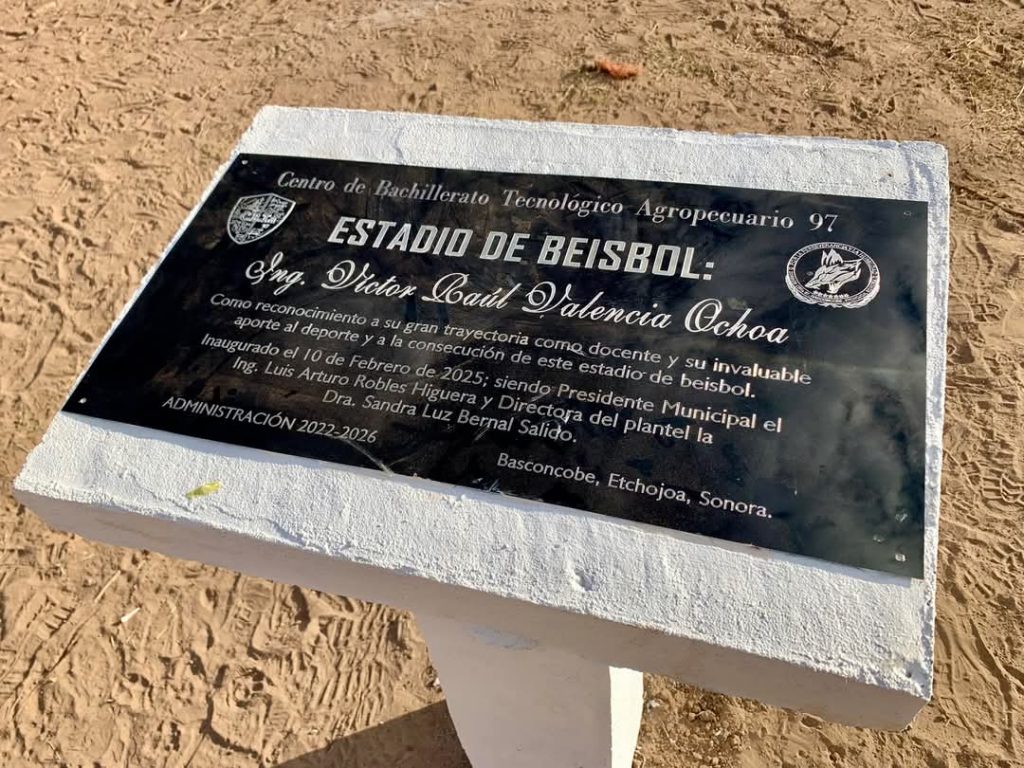 Centro de Bachillerato Tecnológico Agropecuario 97
ESTADIO DE BEISBOL:
Ing. Víctor Raúl Valencia Ochoa
Como reconocimiento a su gran trayectoria como docente y su invaluable
aporte al deporte y a la consecución de este estadio de beisbol.
Inaugurado el 10 de Febrero de 2025; siendo Presidente Municipal el
Ing. Luis Arturo Robles Higuera y Directora del plantel la
Dra. Sandra Luz Bernal Salido.
ADMINISTRACIÓN 2022-2026
Basconcobe, Etchojoa, Sonora.